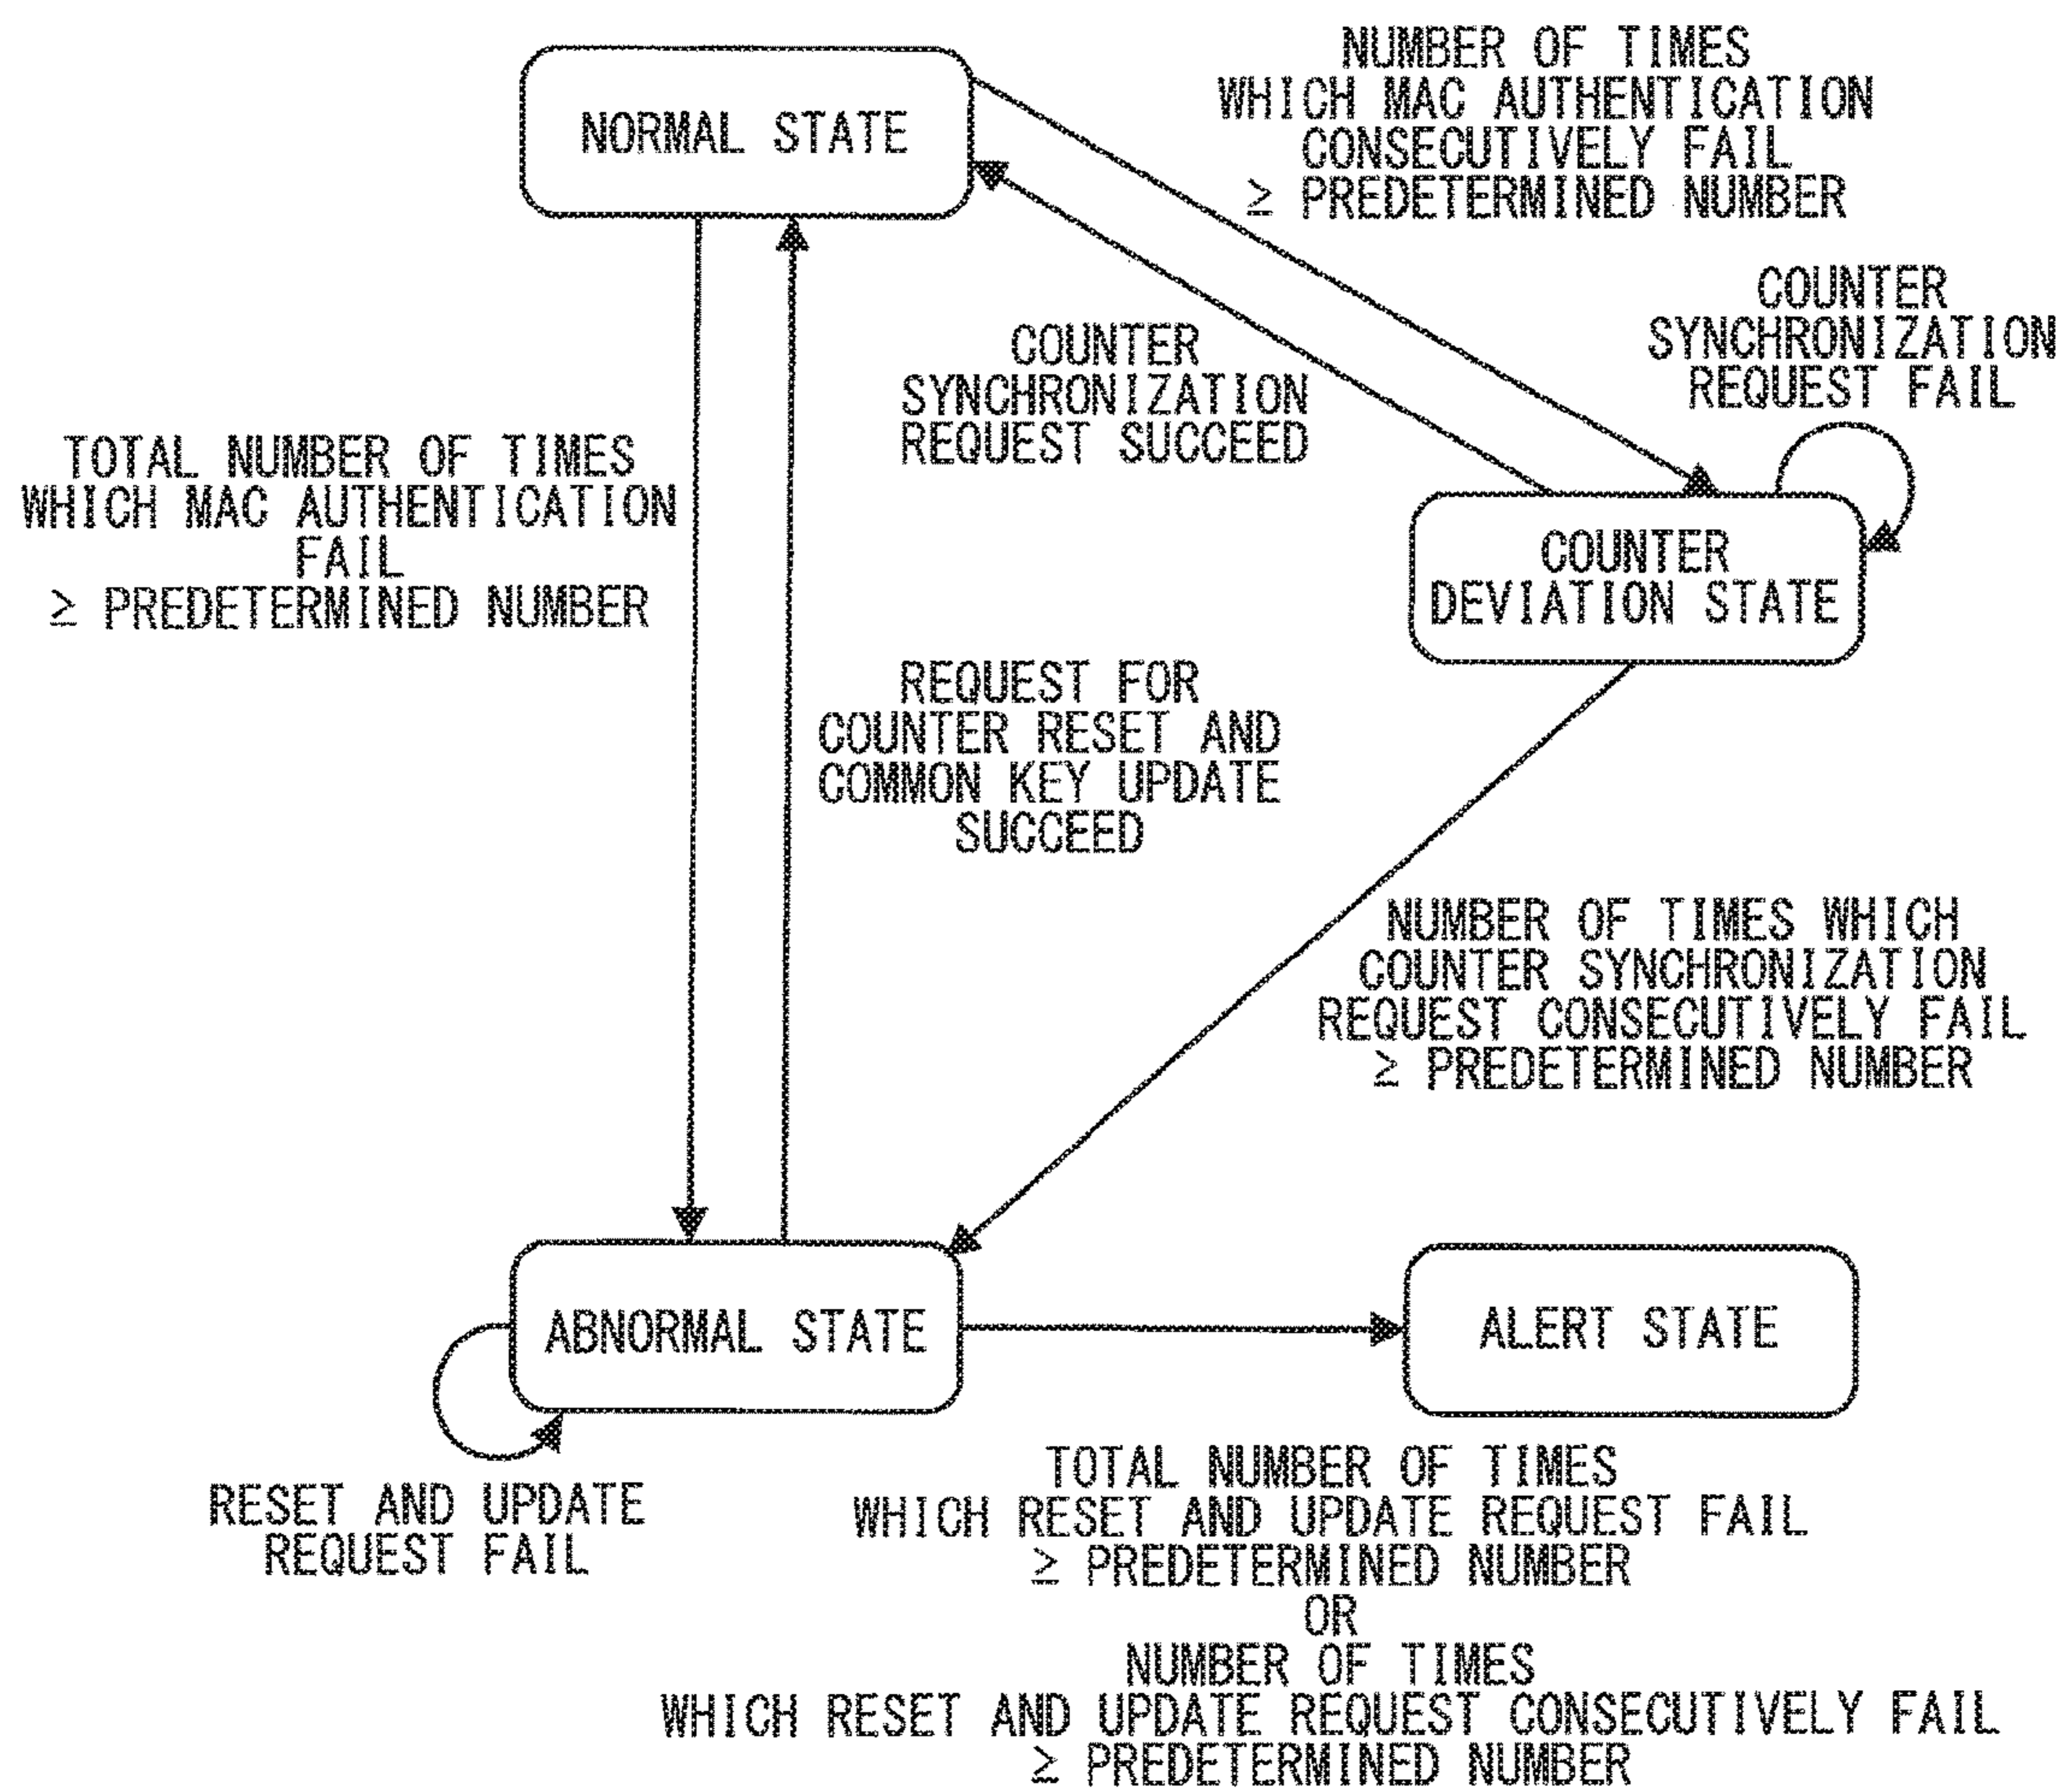 NORMAL STATE
NUMBER OF TIMES
WHICH MAC AUTHENTICATION
CONSECUTIVELY FAIL
≥ PREDETERMINED NUMBER
COUNTER
SYNCHRONIZATION
REQUEST SUCCEED
COUNTER
SYNCHRONIZATION
REQUEST FAIL
TOTAL NUMBER OF TIMES
WHICH MAC AUTHENTICATION
FAIL
≥ PREDETERMINED NUMBER
COUNTER
DEVIATION STATE
REQUEST FOR
COUNTER RESET AND
COMMON KEY UPDATE
SUCCEED
NUMBER OF TIMES WHICH
COUNTER SYNCHRONIZATION
REQUEST CONSECUTIVELY FAIL
≥ PREDETERMINED NUMBER
ABNORMAL STATE
ALERT STATE
RESET AND UPDATE
REQUEST FAIL
TOTAL NUMBER OF TIMES
WHICH RESET AND UPDATE REQUEST FAIL
≥ PREDETERMINED NUMBER
OR
NUMBER OF TIMES
WHICH RESET AND UPDATE REQUEST CONSECUTIVELY FAIL
≥ PREDETERMINED NUMBER